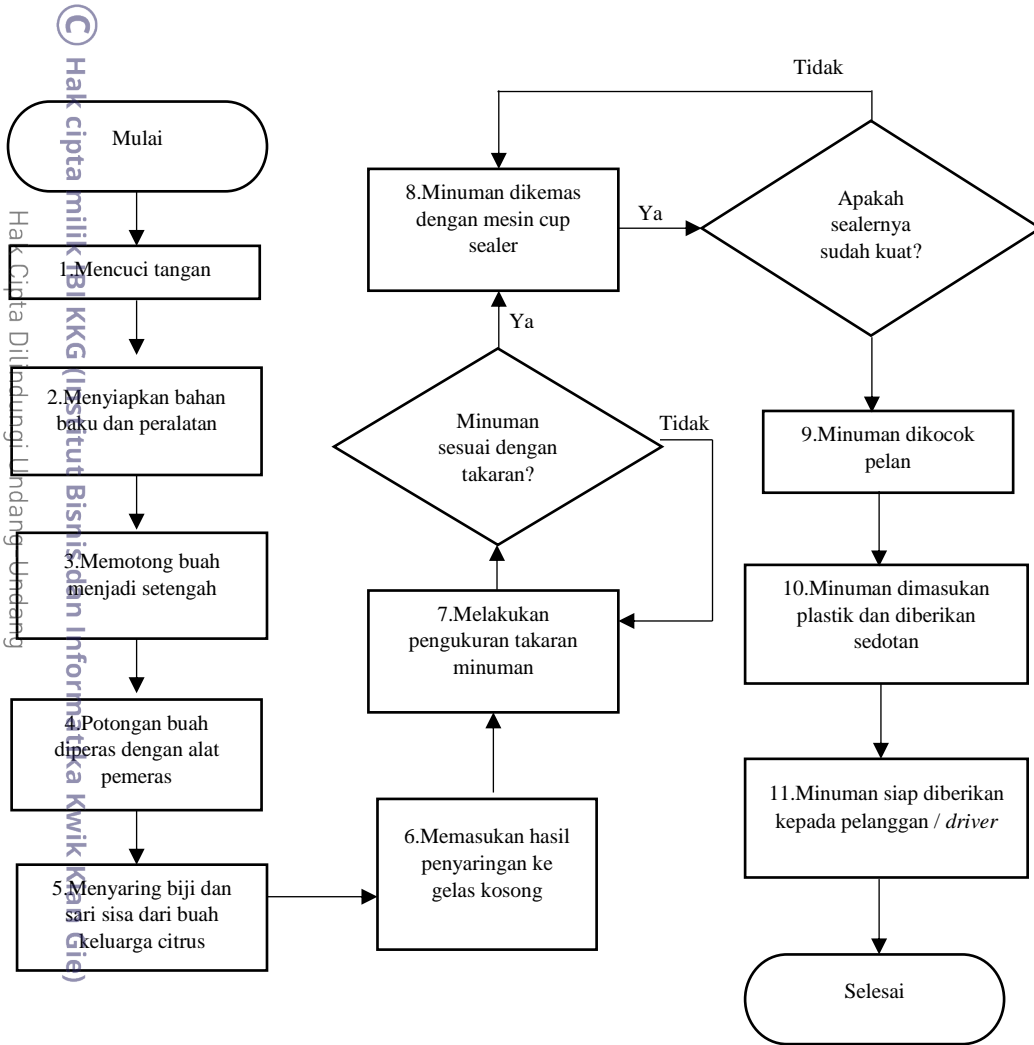 © Hak cipta milik IBI KKG (Institut Bisnis dan Informatika Kwik Kian Gie)
Hak Cipta Dilindungi Undang-Undang
Mulai
1.Mencuci tangan
2.Menyiapkan bahan
baku dan peralatan
3.Memotong buah
menjadi setengah
4.Potongan buah
diperas dengan alat
pemeras
5.Menyaring biji dan
sari sisa dari buah
keluarga citrus
6.Memasukan hasil
penyaringan ke
gelas kosong
7.Melakukan
pengukuran takaran
minuman
Minuman
sesuai dengan
takaran?
Tidak
Ya
8.Minuman dikemas
dengan mesin cup
sealer
Ya
Apakah
sealernya
sudah kuat?
Tidak
9.Minuman dikocok
pelan
10.Minuman dimasukan
plastik dan diberikan
sedotan
11.Minuman siap diberikan
kepada pelanggan / driver
Selesai